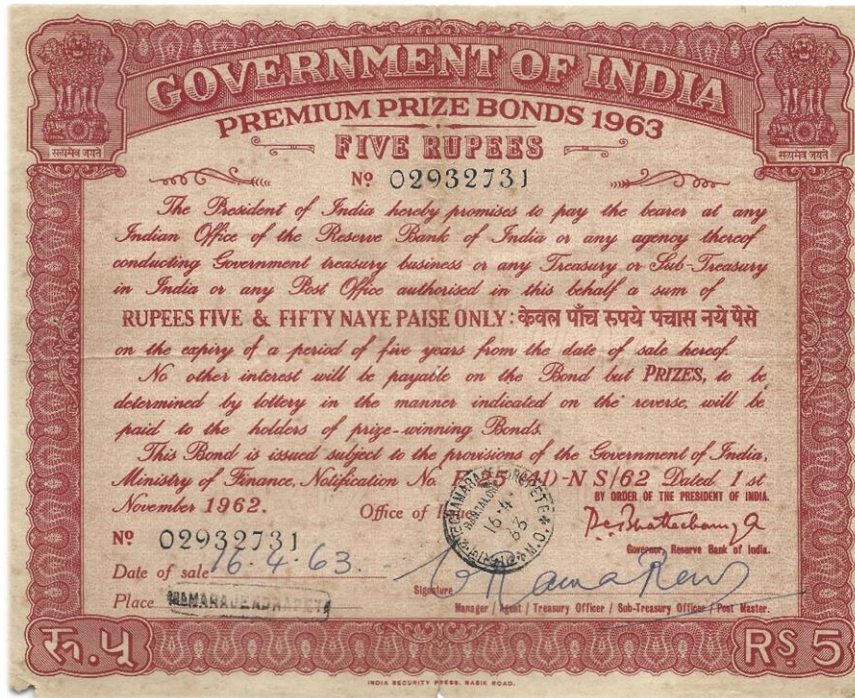 GOVERNMENT OF INDIA
PREMIUM PRIZE BONDS 1963
FIVE RUPEES
सत्यमेव जयते
सत्यमेव जयते
Nº 02932731
The President of India hereby promises to pay the bearer at any
Indian Office of the Reserve Bank of India or any agency thereof
conducting Government treasury business or any Treasury or Sub-Treasury
in India or any Post Office authorised in this behalf a sum of
RUPEES FIVE & FIFTY NAYE PAISE ONLY: केवल पाँच रुपये पचास नये पैसे
on the expiry of a period of five years from the date of sale hereof.
No other interest will be payable on the Bond but PRIZES, to be
determined by lottery in the manner indicated on the reverse, will be
paid to the holders of prize-winning Bonds.
This Bond is issued subject to the provisions of the Government of India,
Ministry of Finance, Notification No. 41)-N S/62 Dated 1 st
November 1962.
BY ORDER OF THE PRESIDENT OF INDIA.
Office of
BANGALORE
16·4
63
Governor, Reserve Bank of India.
Nº 02932731
Date of sale 16·4·63.
Signature
Place CHAMARAJENDRAPETE
Manager / Agent / Treasury Officer / Sub-Treasury Officer / Post Master.
रू.५
RS 5
INDIA SECURITY PRESS, NASIK ROAD.